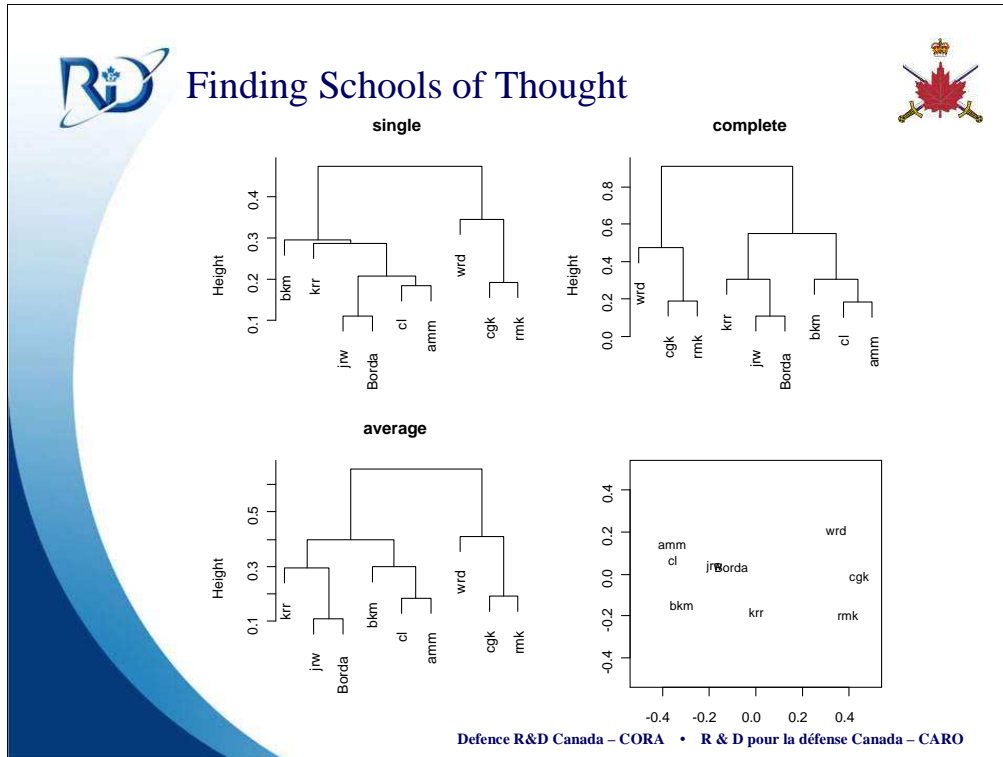 R&D
Finding Schools of Thought
single
Height
0.1 0.2 0.3 0.4
bkm
krr
jrw
Borda
cl
amm
wrd
cgk
rmk
complete
Height
0.0 0.2 0.4 0.6 0.8
wrd
cgk
rmk
krr
jrw
Borda
bkm
cl
amm
average
Height
0.1 0.3 0.5
krr
jrw
Borda
bkm
cl
amm
wrd
cgk
rmk
0.4
0.2
0.0
-0.2
-0.4
wrd
amm
cl
jrw
Borda
cgk
bkm
krr
rmk
-0.4 -0.2 0.0 0.2 0.4
Defence R&D Canada – CORA • R & D pour la défense Canada – CARO